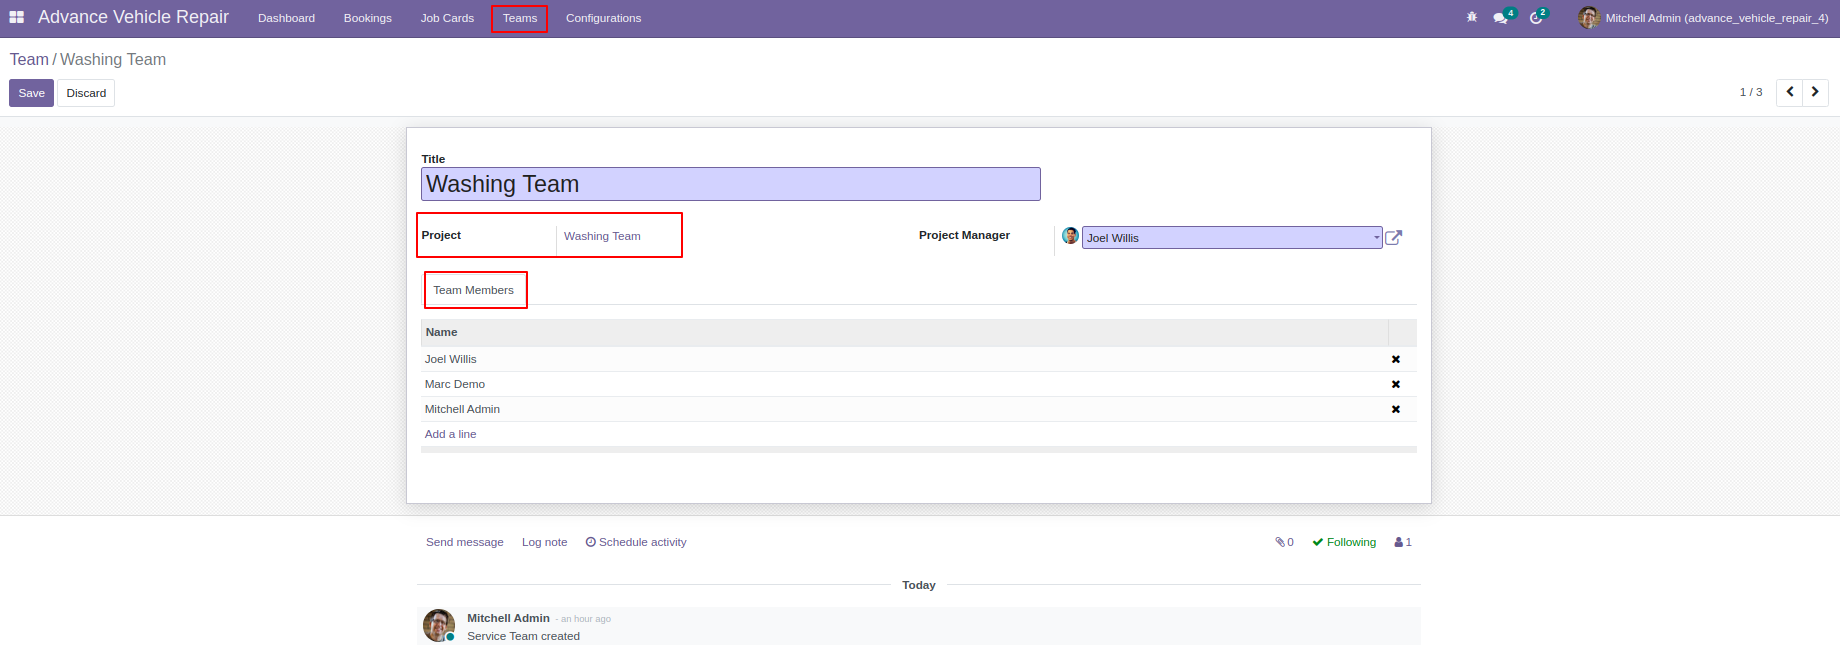 Advance Vehicle Repair Dashboard Bookings Job Cards Teams Configurations 4 2 Mitchell Admin (advance_vehicle_repair_4)
Team / Washing Team
Save Discard 1 / 3
Title
Washing Team
Project Washing Team Project Manager Joel Willis
Team Members
Name
Joel Willis
Marc Demo
Mitchell Admin
Add a line
Send message Log note Schedule activity 0 Following 1
Today
Mitchell Admin - an hour ago
Service Team created